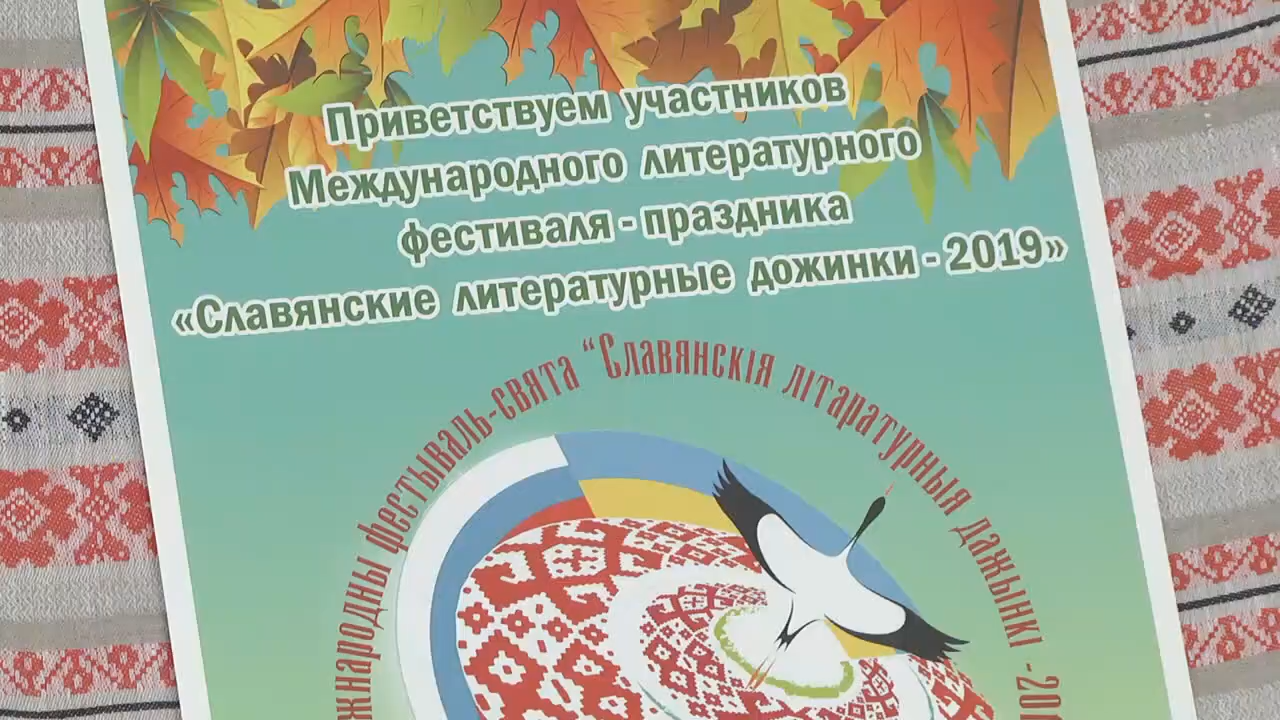 Приветствуем участников
Международного литературного
фестиваля - праздника
«Славянские литературные дожинки - 2019»
фестываль-свята “Славянскія літаратурныя дажынкі -